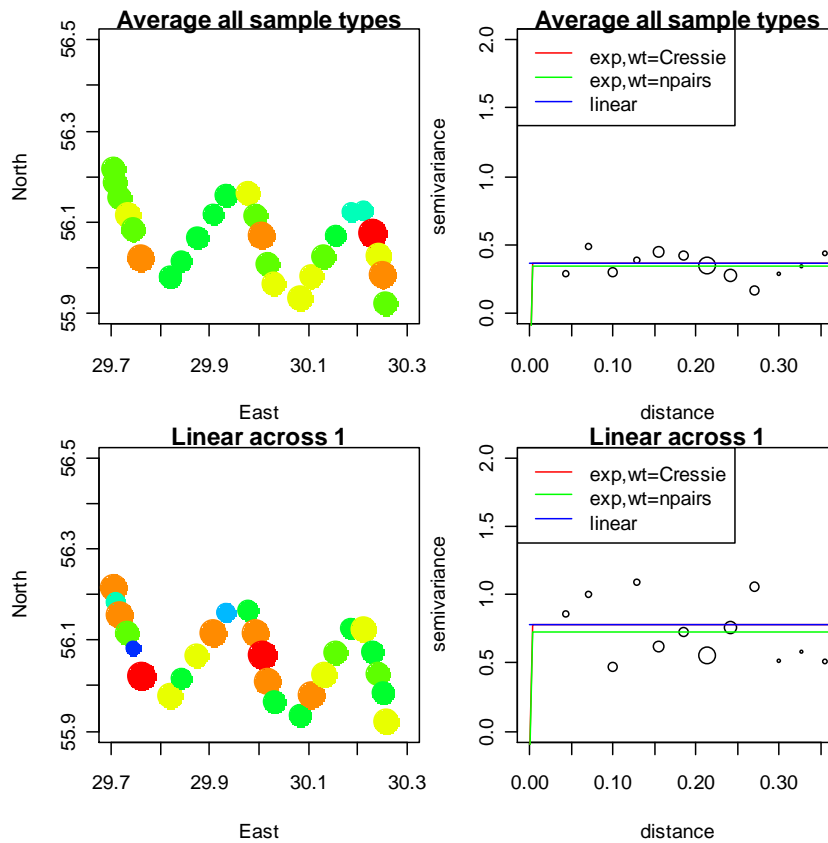 Average all sample types
North
56.5
56.3
56.1
55.9
29.7 29.9 30.1 30.3
East
Average all sample types
semivariance
2.0
1.5
1.0
0.5
0.0
exp,wt=Cressie
exp,wt=npairs
linear
0.00 0.10 0.20 0.30
distance
Linear across 1
North
56.5
56.3
56.1
55.9
29.7 29.9 30.1 30.3
East
Linear across 1
semivariance
2.0
1.5
1.0
0.5
0.0
exp,wt=Cressie
exp,wt=npairs
linear
0.00 0.10 0.20 0.30
distance